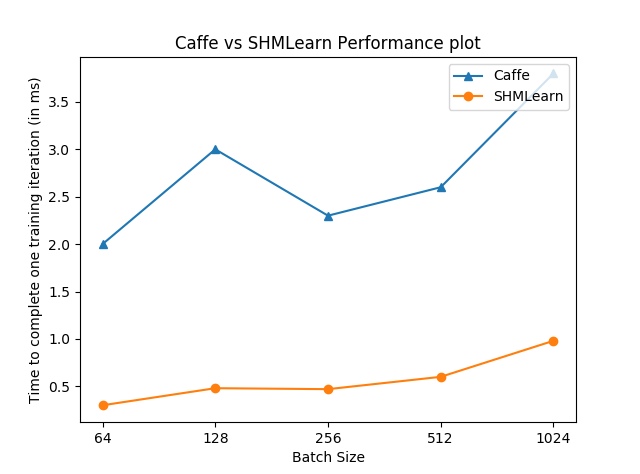 Caffe vs SHMLearn Performance plot
Caffe
SHMLearn
Time to complete one training iteration (in ms)
3.5
3.0
2.5
2.0
1.5
1.0
0.5
64 128 256 512 1024
Batch Size